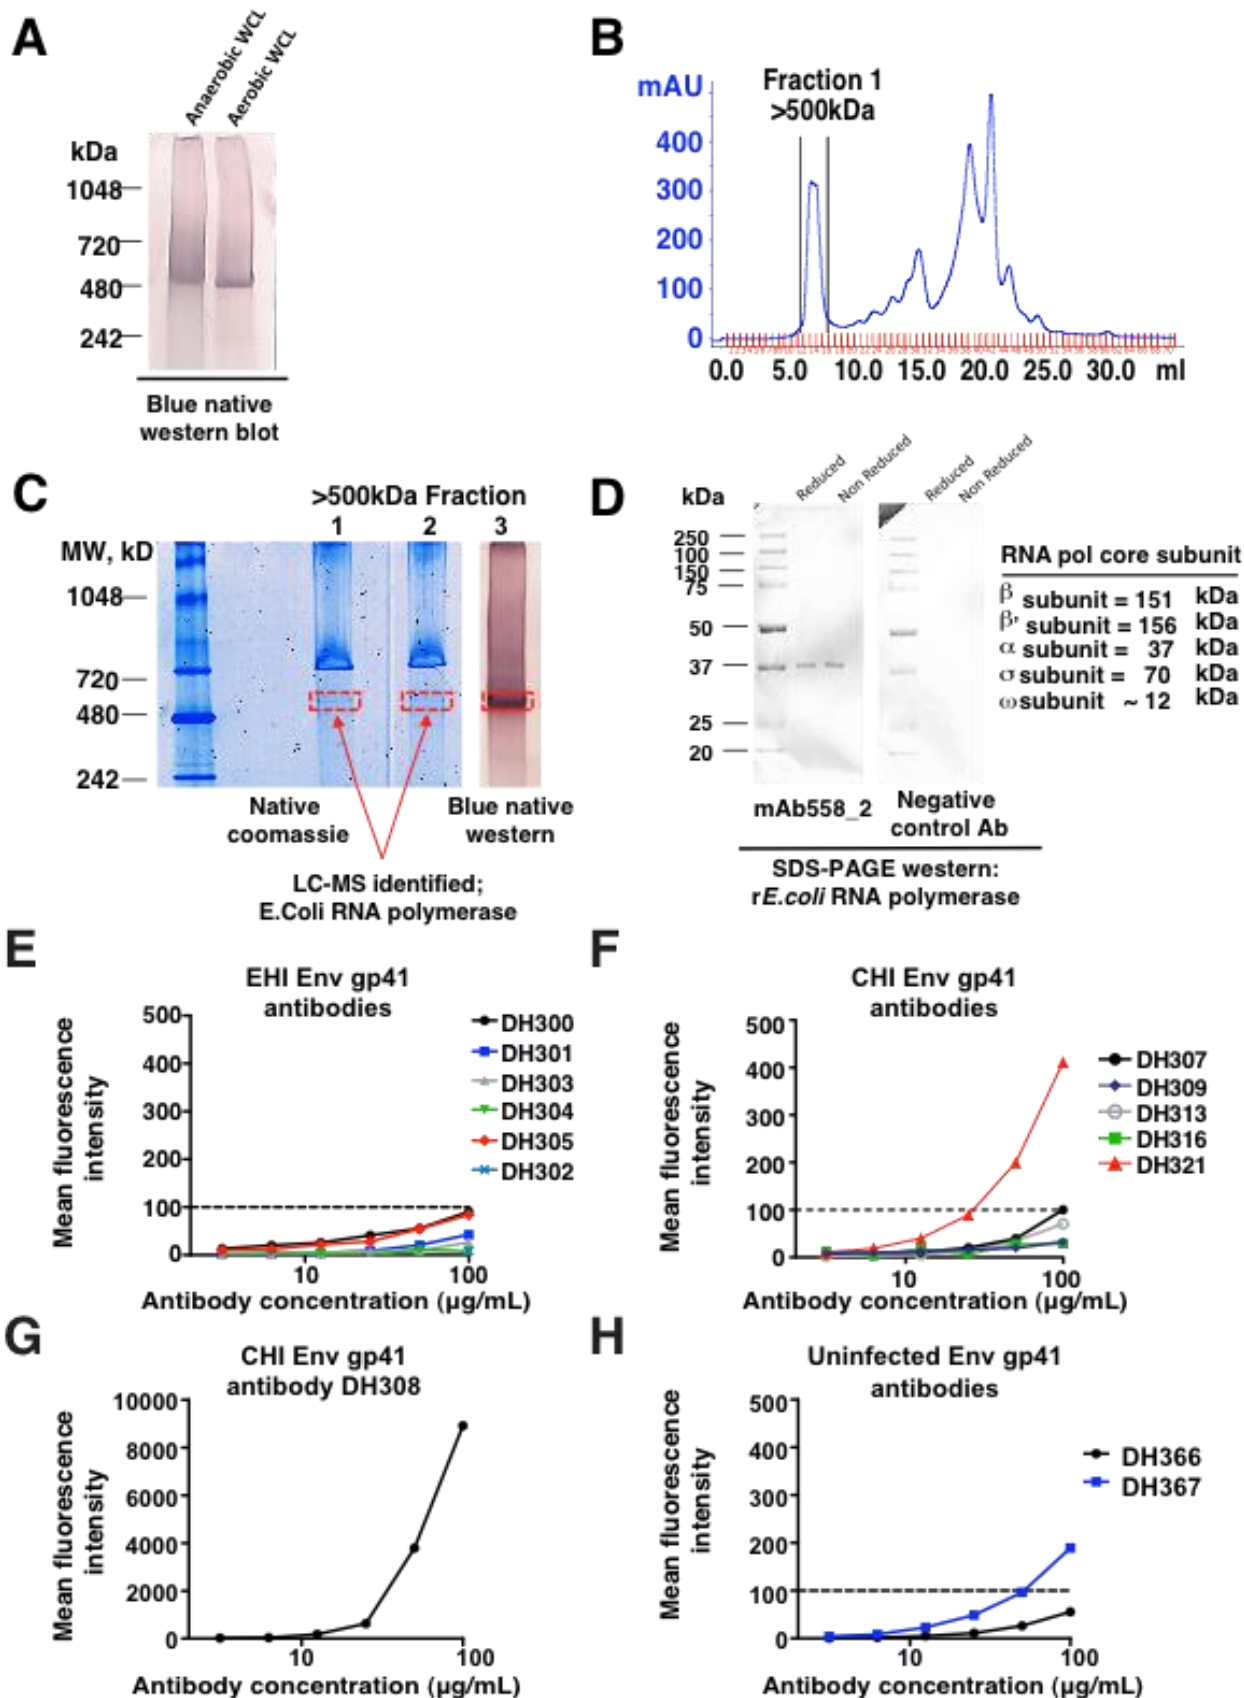 A
Anaerobic WCL
Aerobic WCL
kDa
1048
720
480
242
Blue native
western blot
B
mAU
Fraction 1
>500kDa
400
300
200
100
0
0.0 5.0 10.0 15.0 20.0 25.0 30.0 ml
C
>500kDa Fraction
1 2 3
MW, kD
1048
720
480
242
Native
coomassie
Blue native
western
LC-MS identified;
E.Coli RNA polymerase
D
kDa
Reduced
Non Reduced
Reduced
Non Reduced
250
100
150
75
50
37
25
20
mAb558_2
Negative
control Ab
SDS-PAGE western:
rE.coli RNA polymerase
RNA pol core subunit
β subunit = 151 kDa
β' subunit = 156 kDa
α subunit = 37 kDa
σ subunit = 70 kDa
ω subunit ~ 12 kDa
E
EHI Env gp41
antibodies
Mean fluorescence
intensity
500
400
300
200
100
0
10 100
Antibody concentration (µg/mL)
DH300
DH301
DH303
DH304
DH305
DH302
F
CHI Env gp41
antibodies
Mean fluorescence
intensity
500
400
300
200
100
0
10 100
Antibody concentration (µg/mL)
DH307
DH309
DH313
DH316
DH321
G
CHI Env gp41
antibody DH308
Mean fluorescence
intensity
10000
8000
6000
4000
2000
0
10 100
Antibody concentration (µg/mL)
H
Uninfected Env gp41
antibodies
Mean fluorescence
intensity
500
400
300
200
100
0
10 100
Antibody concentration (µg/mL)
DH366
DH367